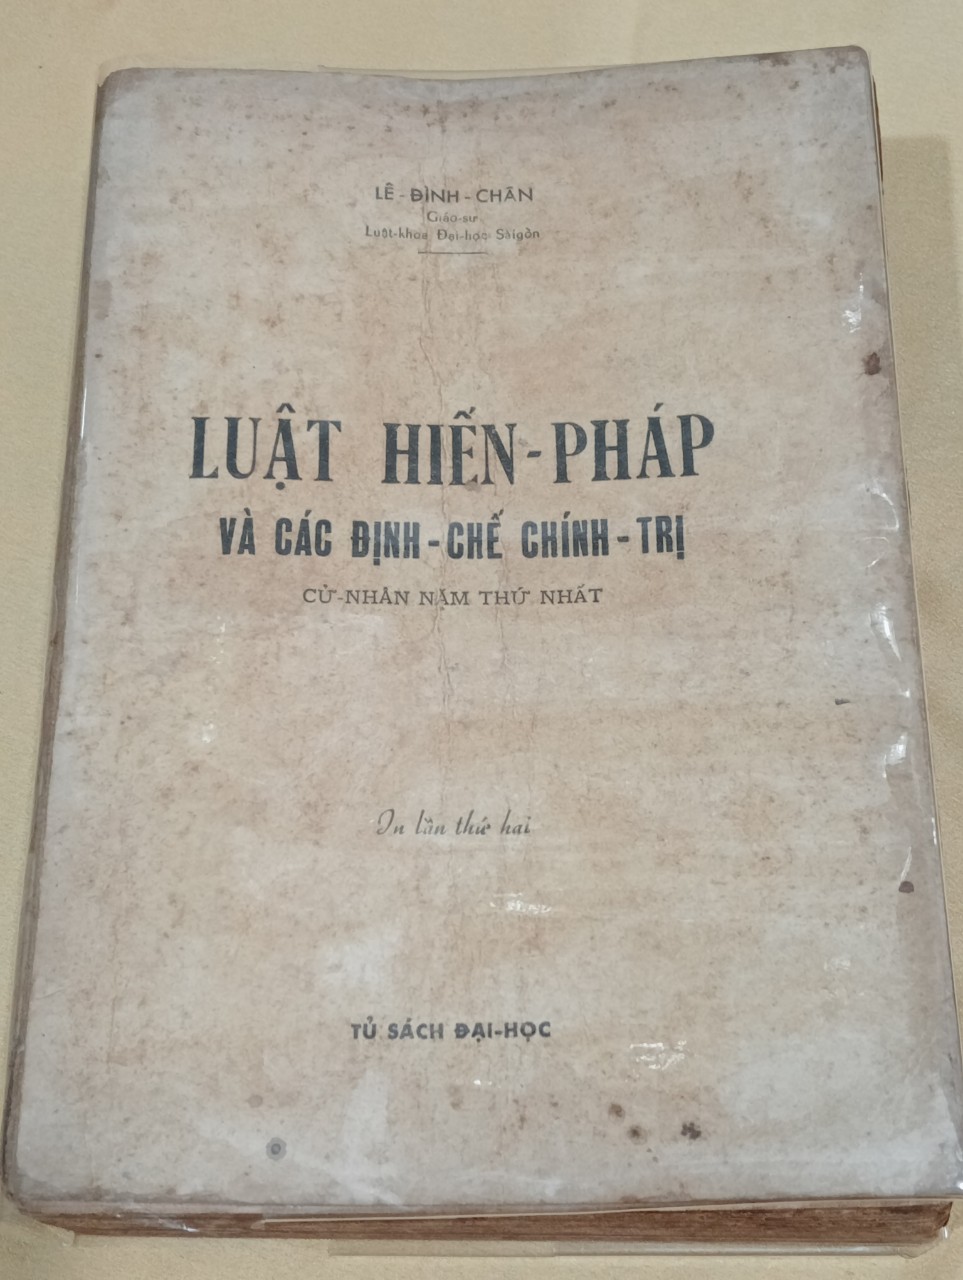 LÊ - ĐÌNH - CHÂN
Giáo-sư
Luật-khoa Đại-học Sàigòn
LUẬT HIẾN - PHÁP
VÀ CÁC ĐỊNH - CHẾ CHÍNH - TRỊ
CỬ-NHÂN NĂM THỨ NHẤT
In lần thứ hai
TỦ SÁCH ĐẠI-HỌC